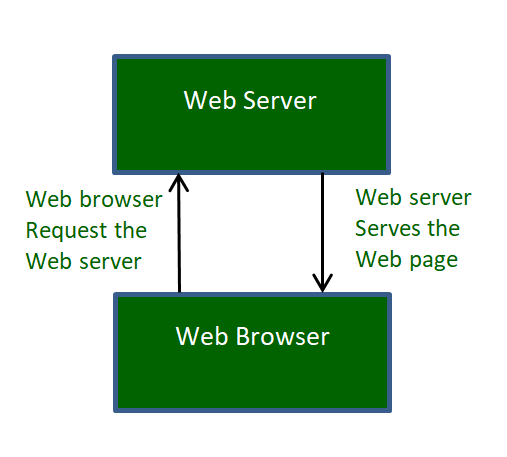 Web Server
Web browser
Request the
Web server
Web server
Serves the
Web page
Web Browser